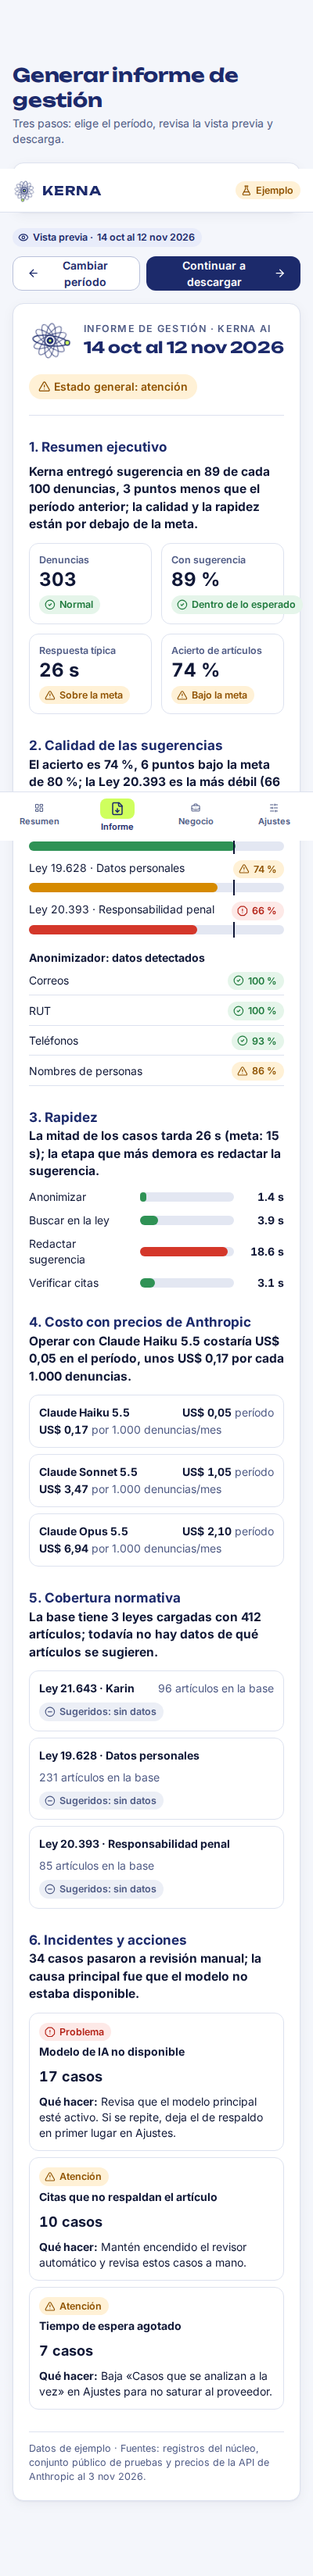 Generar informe de
gestión
Tres pasos: elige el período, revisa la vista previa y
descarga.
KERNA
Ejemplo
Vista previa · 14 oct al 12 nov 2026
Cambiar
período
Continuar a
descargar
INFORME DE GESTIÓN · KERNA AI
14 oct al 12 nov 2026
Estado general: atención
1. Resumen ejecutivo
Kerna entregó sugerencia en 89 de cada
100 denuncias, 3 puntos menos que el
período anterior; la calidad y la rapidez
están por debajo de la meta.
Denuncias
303
Normal
Con sugerencia
89 %
Dentro de lo esperado
Respuesta típica
26 s
Sobre la meta
Acierto de artículos
74 %
Bajo la meta
2. Calidad de las sugerencias
El acierto es 74 %, 6 puntos bajo la meta
de 80 %; la Ley 20.393 es la más débil (66
Resumen
Informe
Negocio
Ajustes
Ley 19.628 · Datos personales
74 %
Ley 20.393 · Responsabilidad penal
66 %
Anonimizador: datos detectados
Correos
100 %
RUT
100 %
Teléfonos
93 %
Nombres de personas
86 %
3. Rapidez
La mitad de los casos tarda 26 s (meta: 15
s); la etapa que más demora es redactar la
sugerencia.
Anonimizar
1.4 s
Buscar en la ley
3.9 s
Redactar
sugerencia
18.6 s
Verificar citas
3.1 s
4. Costo con precios de Anthropic
Operar con Claude Haiku 5.5 costaría US$
0,05 en el período, unos US$ 0,17 por cada
1.000 denuncias.
Claude Haiku 5.5
US$ 0,05 período
US$ 0,17 por 1.000 denuncias/mes
Claude Sonnet 5.5
US$ 1,05 período
US$ 3,47 por 1.000 denuncias/mes
Claude Opus 5.5
US$ 2,10 período
US$ 6,94 por 1.000 denuncias/mes
5. Cobertura normativa
La base tiene 3 leyes cargadas con 412
artículos; todavía no hay datos de qué
artículos se sugieren.
Ley 21.643 · Karin
96 artículos en la base
Sugeridos: sin datos
Ley 19.628 · Datos personales
231 artículos en la base
Sugeridos: sin datos
Ley 20.393 · Responsabilidad penal
85 artículos en la base
Sugeridos: sin datos
6. Incidentes y acciones
34 casos pasaron a revisión manual; la
causa principal fue que el modelo no
estaba disponible.
Problema
Modelo de IA no disponible
17 casos
Qué hacer: Revisa que el modelo principal
esté activo. Si se repite, deja el de respaldo
en primer lugar en Ajustes.
Atención
Citas que no respaldan el artículo
10 casos
Qué hacer: Mantén encendido el revisor
automático y revisa estos casos a mano.
Atención
Tiempo de espera agotado
7 casos
Qué hacer: Baja «Casos que se analizan a la
vez» en Ajustes para no saturar al proveedor.
Datos de ejemplo · Fuentes: registros del núcleo,
conjunto público de pruebas y precios de la API de
Anthropic al 3 nov 2026.